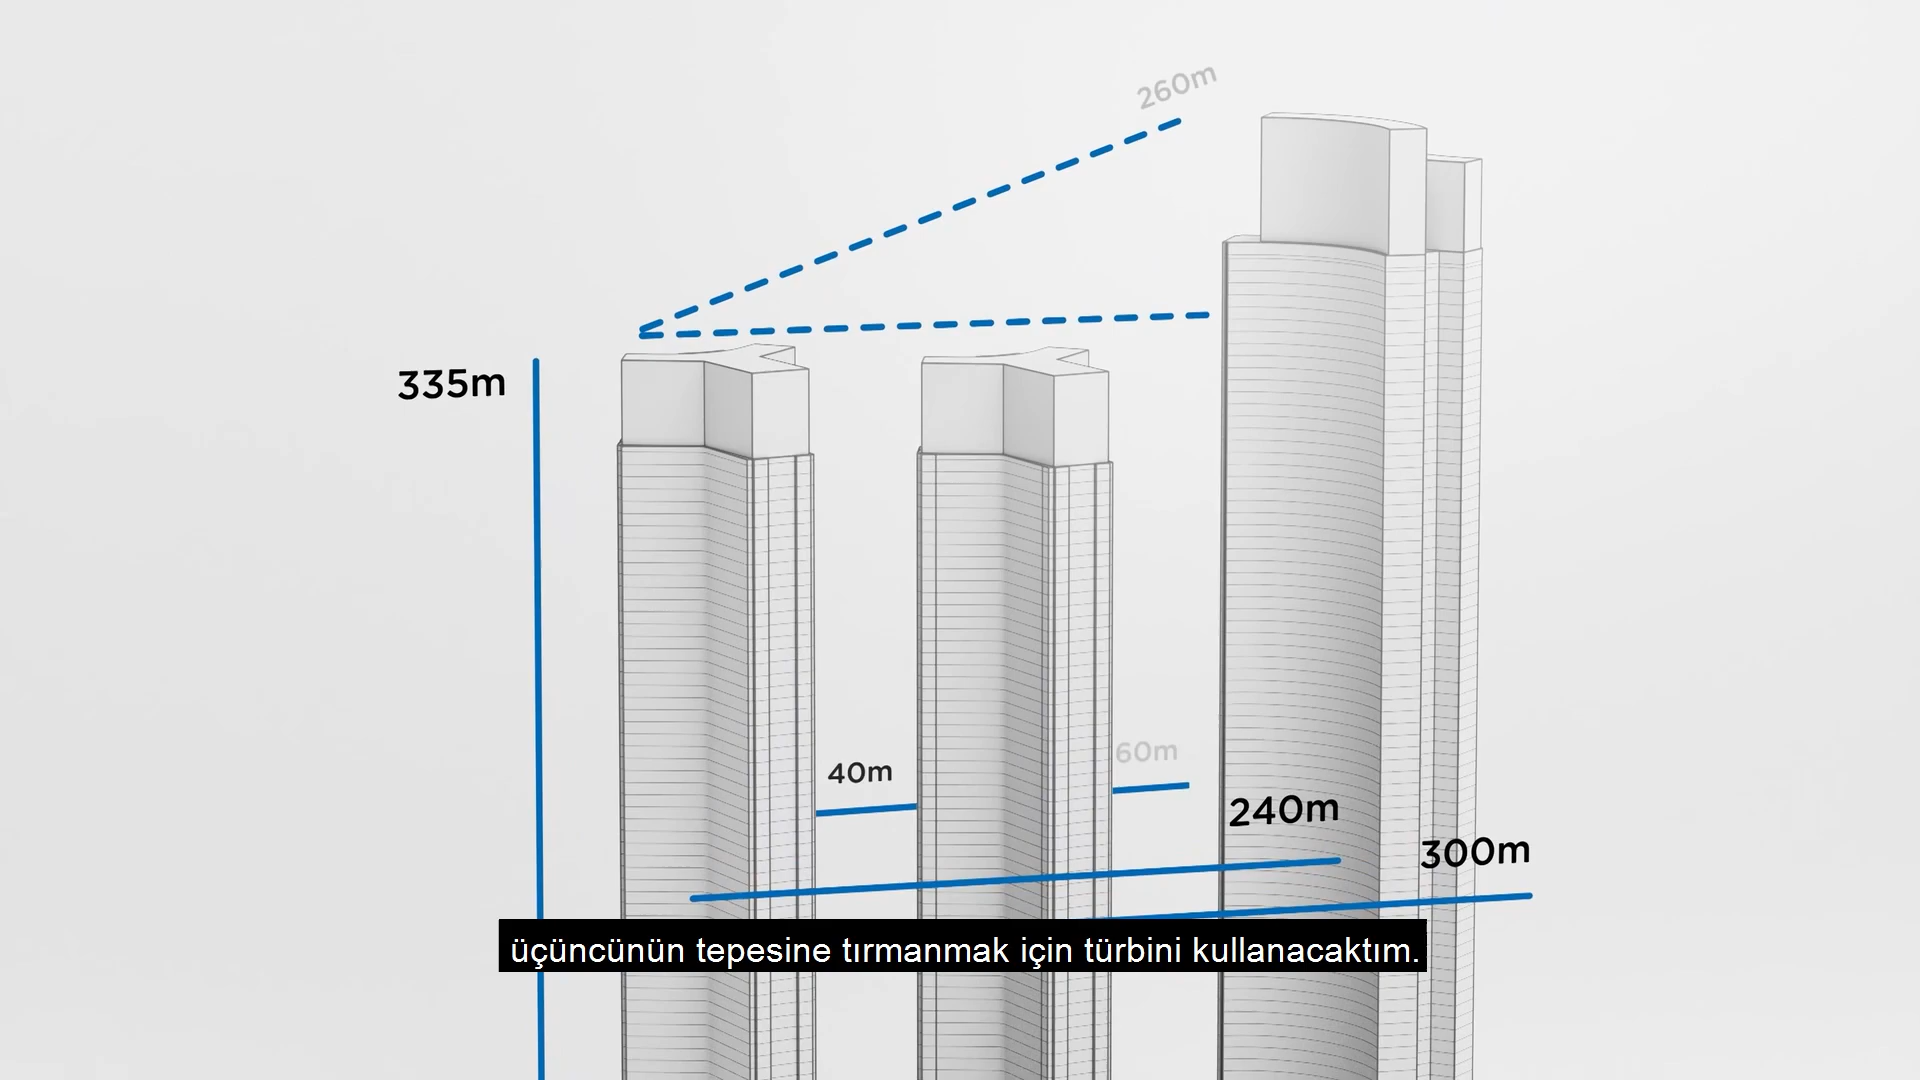 260m
335m
60m
40m
240m
300m
üçüncünün tepesine tırmanmak için türbini kullanacaktım.